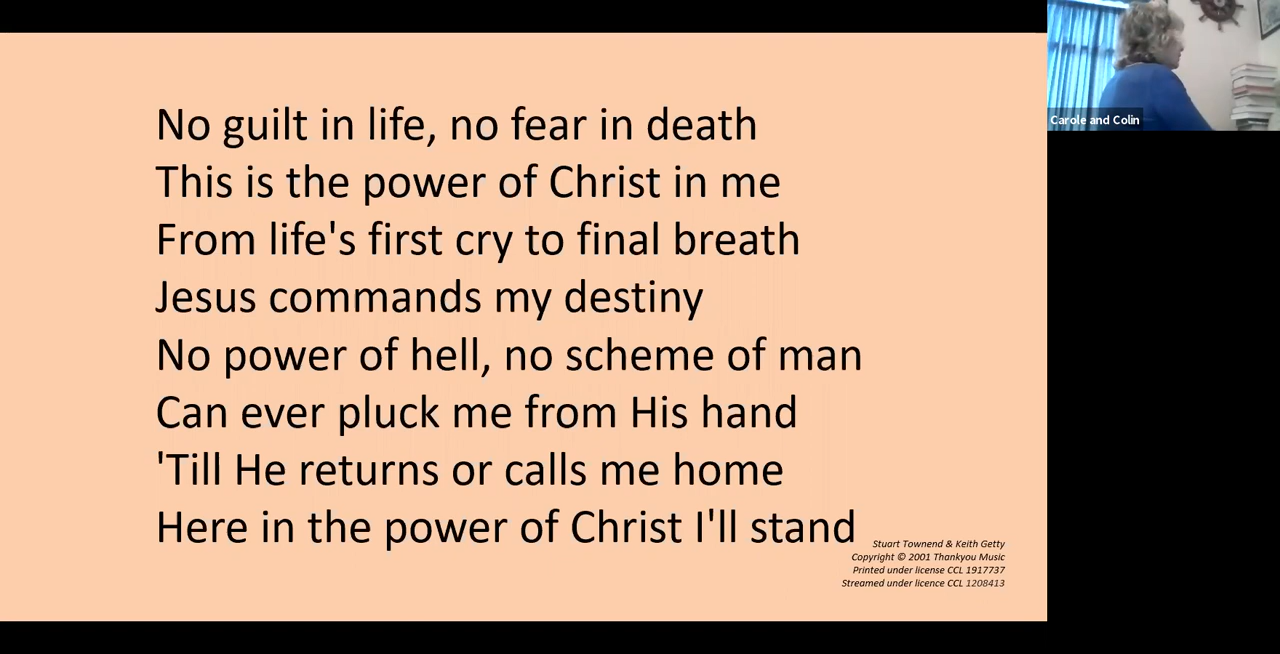 No guilt in life, no fear in death
This is the power of Christ in me
From life's first cry to final breath
Jesus commands my destiny
No power of hell, no scheme of man
Can ever pluck me from His hand
'Till He returns or calls me home
Here in the power of Christ I'll stand
Stuart Townend & Keith Getty
Copyright © 2001 Thankyou Music
Printed under license CCL 1917737
Streamed under licence CCL 1208413
Carole and Colin